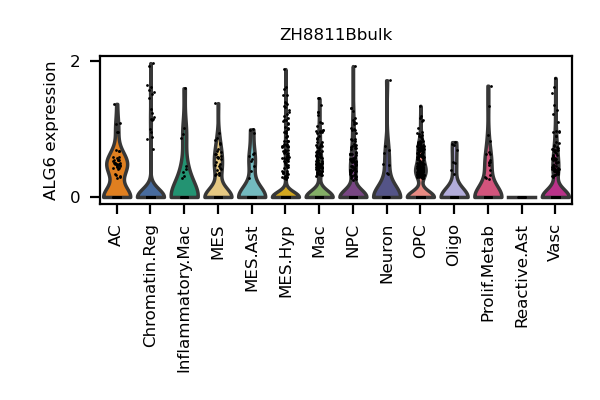 ZH8811Bbulk
ALG6 expression
2
0
AC
Chromatin.Reg
Inflammatory.Mac
MES
MES.Ast
MES.Hyp
Mac
NPC
Neuron
OPC
Oligo
Prolif.Metab
Reactive.Ast
Vasc